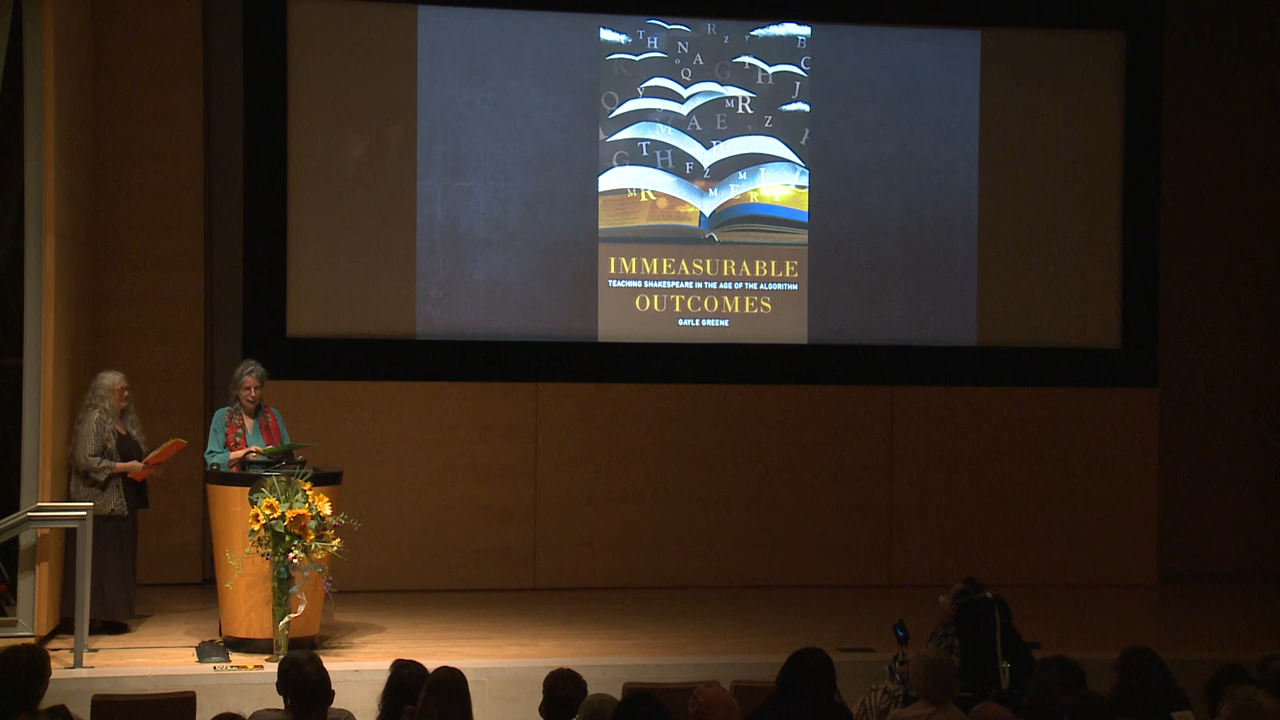 IMMEASURABLE
TEACHING SHAKESPEARE IN THE AGE OF THE ALGORITHM
OUTCOMES
GAYLE GREENE